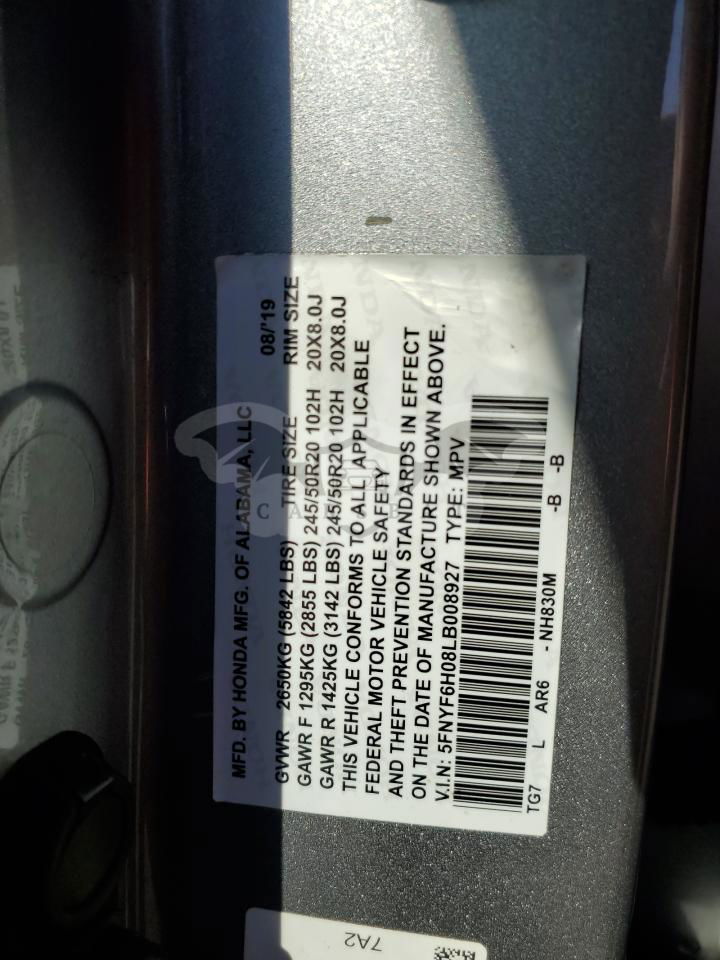 MFD. BY HONDA MFG. OF ALABAMA, LLC 08/'19
GVWR 2650KG (5842 LBS) TIRE SIZE RIM SIZE
GAWR F 1295KG (2855 LBS) 245/50R20 102H 20X8.0J
GAWR R 1425KG (3142 LBS) 245/50R20 102H 20X8.0J
THIS VEHICLE CONFORMS TO ALL APPLICABLE
FEDERAL MOTOR VEHICLE SAFETY
AND THEFT PREVENTION STANDARDS IN EFFECT
ON THE DATE OF MANUFACTURE SHOWN ABOVE.
V.I.N: 5FNYF6H08LB008927 TYPE: MPV
TG7 L AR6 - NH830M -B -B
7A2